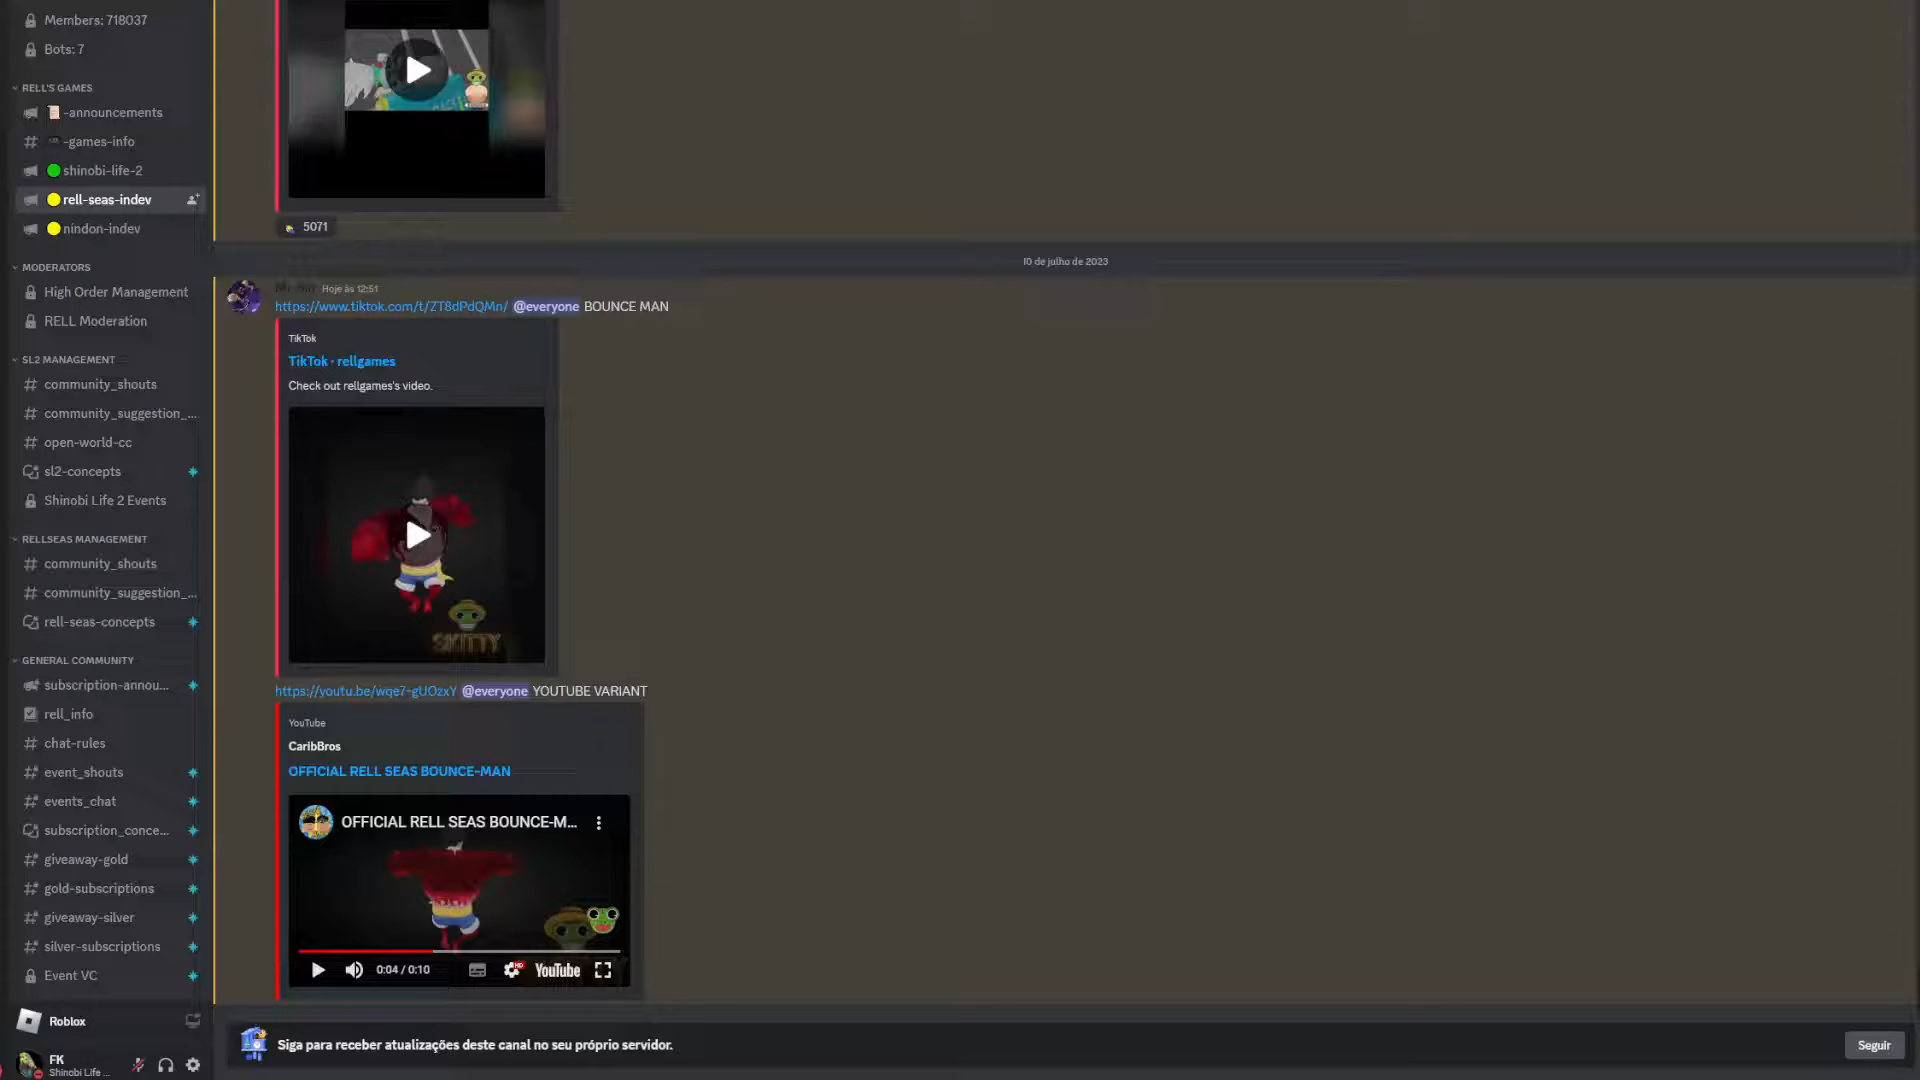 Members: 718037
Bots: 7
RELL'S GAMES
-announcements
-games-info
shinobi-life-2
rell-seas-indev
nindon-indev
MODERATORS
High Order Management
RELL Moderation
SL2 MANAGEMENT
community_shouts
community_suggestion_...
open-world-cc
sl2-concepts
Shinobi Life 2 Events
RELLSEAS MANAGEMENT
community_shouts
community_suggestion_...
rell-seas-concepts
GENERAL COMMUNITY
subscription-annou...
rell_info
chat-rules
event_shouts
events_chat
subscription_conce...
giveaway-gold
gold-subscriptions
giveaway-silver
silver-subscriptions
Event VC
Roblox
FK
Shinobi Life ...
5071
10 de julho de 2023
Hoje às 12:51
https://www.tiktok.com/t/ZT8dPdQMn/ @everyone BOUNCE MAN
TikTok
TikTok · rellgames
Check out rellgames's video.
SKITTY
https://youtu.be/wqe7-gUOzxY @everyone YOUTUBE VARIANT
YouTube
CaribBros
OFFICIAL RELL SEAS BOUNCE-MAN
OFFICIAL RELL SEAS BOUNCE-M...
0:04 / 0:10
HD
YouTube
Siga para receber atualizações deste canal no seu próprio servidor.
Seguir